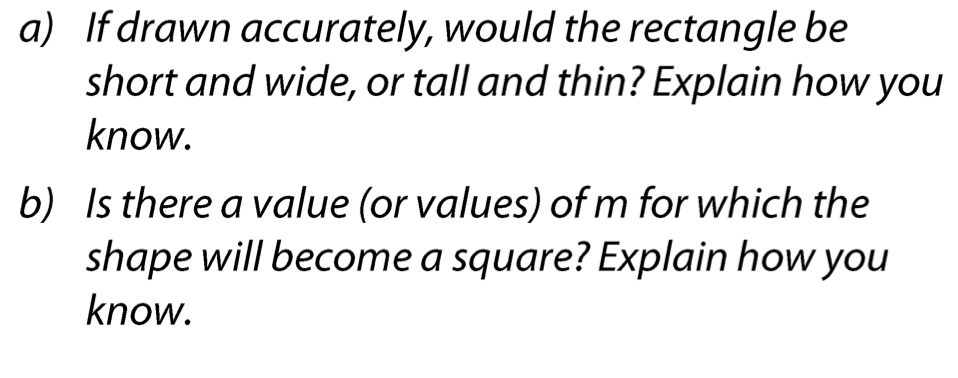 a) If drawn accurately, would the rectangle be
short and wide, or tall and thin? Explain how you
know.
b) Is there a value (or values) of m for which the
shape will become a square? Explain how you
know.